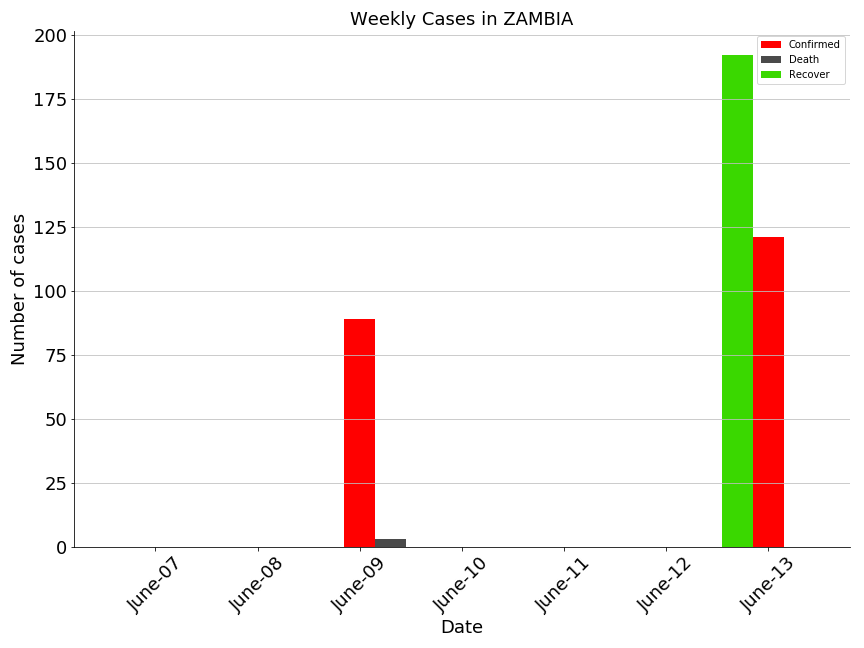 Weekly Cases in ZAMBIA
Confirmed
Death
Recover
Number of cases
200
175
150
125
100
75
50
25
0
June-07
June-08
June-09
June-10
June-11
June-12
June-13
Date